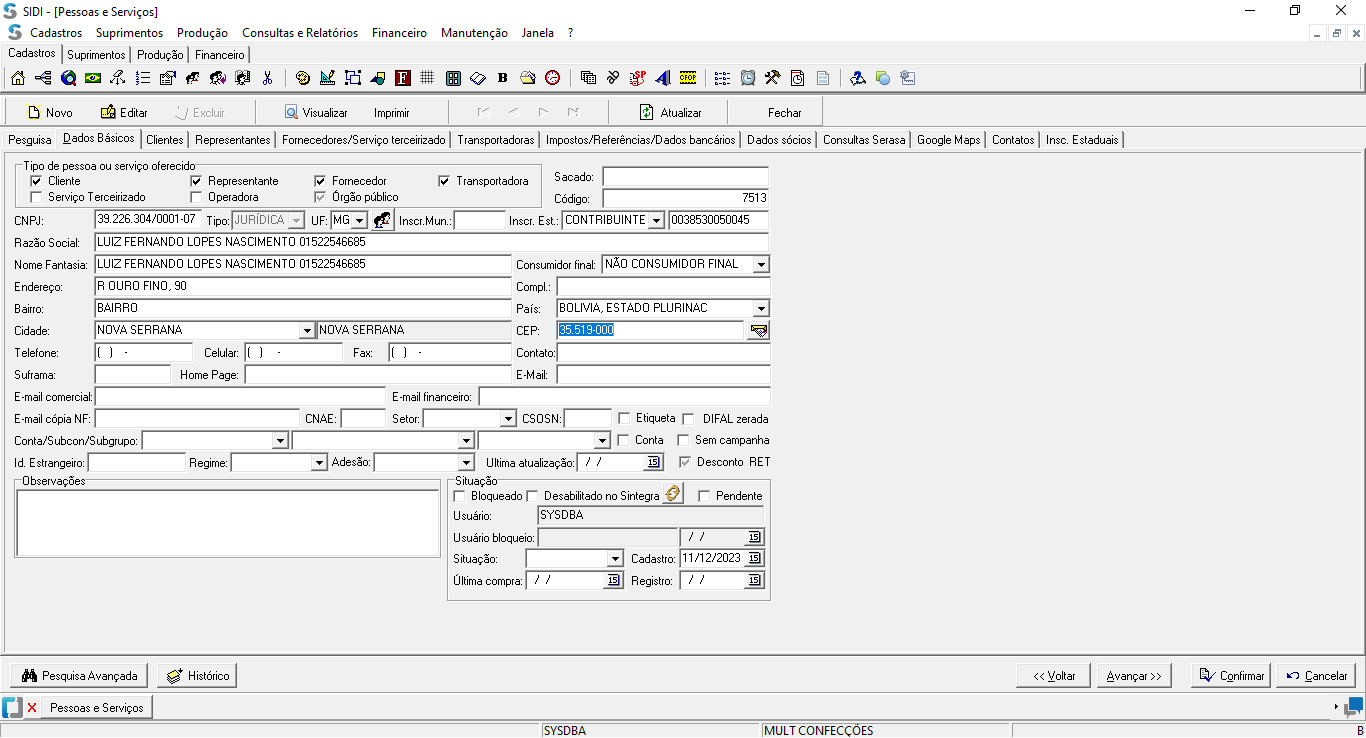 SIDI - [Pessoas e Serviços]
Cadastros Suprimentos Produção Consultas e Relatórios Financeiro Manutenção Janela ?
Cadastros Suprimentos Produção Financeiro
F B SP CFOP
Novo Editar Excluir Visualizar Imprimir Atualizar Fechar
Pesquisa Dados Básicos Clientes Representantes Fornecedores/Serviço terceirizado Transportadoras Impostos/Referências/Dados bancários Dados sócios Consultas Serasa Google Maps Contatos Insc. Estaduais
Tipo de pessoa ou serviço oferecido
Cliente Representante Fornecedor Transportadora Sacado:
Serviço Terceirizado Operadora Órgão público Código: 7513
CNPJ: 39.226.304/0001-07 Tipo: JURÍDICA UF: MG Inscr.Mun.: Inscr. Est.: CONTRIBUINTE 0038530050045
Razão Social: LUIZ FERNANDO LOPES NASCIMENTO 01522546685
Nome Fantasia: LUIZ FERNANDO LOPES NASCIMENTO 01522546685 Consumidor final: NÃO CONSUMIDOR FINAL
Endereço: R OURO FINO, 90 Compl.:
Bairro: BAIRRO País: BOLIVIA, ESTADO PLURINAC
Cidade: NOVA SERRANA NOVA SERRANA CEP: 35.519-000
Telefone: ( ) - Celular: ( ) - Fax: ( ) - Contato:
Suframa: Home Page: E-Mail:
E-mail comercial: E-mail financeiro:
E-mail cópia NF: CNAE: Setor: CSOSN: Etiqueta DIFAL zerada
Conta/Subcon/Subgrupo: Conta Sem campanha
Id. Estrangeiro: Regime: Adesão: Ultima atualização: / / 15 Desconto RET
Observações Situação
Bloqueado Desabilitado no Sintegra Pendente
Usuário: SYSDBA
Usuário bloqueio: / / 15
Situação: Cadastro: 11/12/2023 15
Última compra: / / 15 Registro: / / 15
Pesquisa Avançada Histórico << Voltar Avançar >> Confirmar Cancelar
Pessoas e Serviços
SYSDBA MULT CONFECÇÕES B